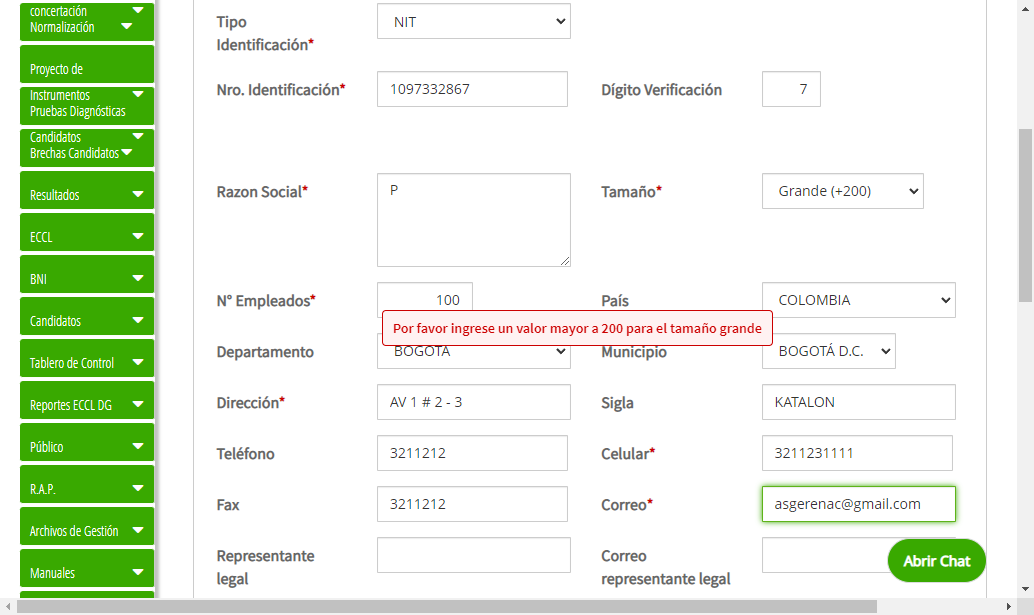 concertación
Normalización
Proyecto de
Instrumentos
Pruebas Diagnósticas
Candidatos
Brechas Candidatos
Resultados
ECCL
BNI
Candidatos
Tablero de Control
Reportes ECCL DG
Público
R.A.P.
Archivos de Gestión
Manuales
Tipo Identificación* NIT
Nro. Identificación* 1097332867 Dígito Verificación 7
Razon Social* P Tamaño* Grande (+200)
N° Empleados* 100 País COLOMBIA
Por favor ingrese un valor mayor a 200 para el tamaño grande
Departamento BOGOTÁ Municipio BOGOTÁ D.C.
Dirección* AV 1 # 2 - 3 Sigla KATALON
Teléfono 3211212 Celular* 3211231111
Fax 3211212 Correo* asgerenac@gmail.com
Representante legal Correo representante legal
Abrir Chat